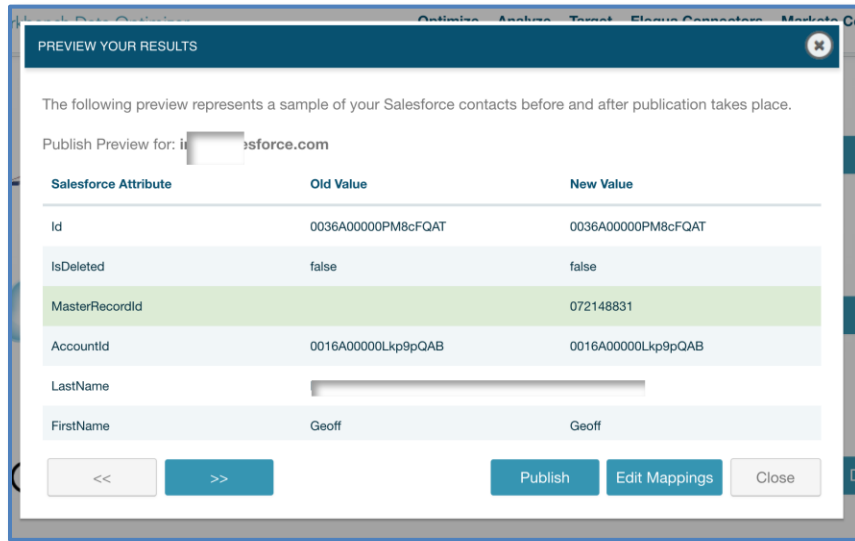 Optimize Analyze Target Eloqua Connectors
PREVIEW YOUR RESULTS
The following preview represents a sample of your Salesforce contacts before and after publication takes place.
Publish Preview for: esforce.com
Salesforce Attribute Old Value New Value
Id 0036A00000PM8cFQAT 0036A00000PM8cFQAT
IsDeleted false false
MasterRecordId 072148831
AccountId 0016A00000Lkp9pQAB 0016A00000Lkp9pQAB
LastName
FirstName Geoff Geoff
<< >> Publish Edit Mappings Close